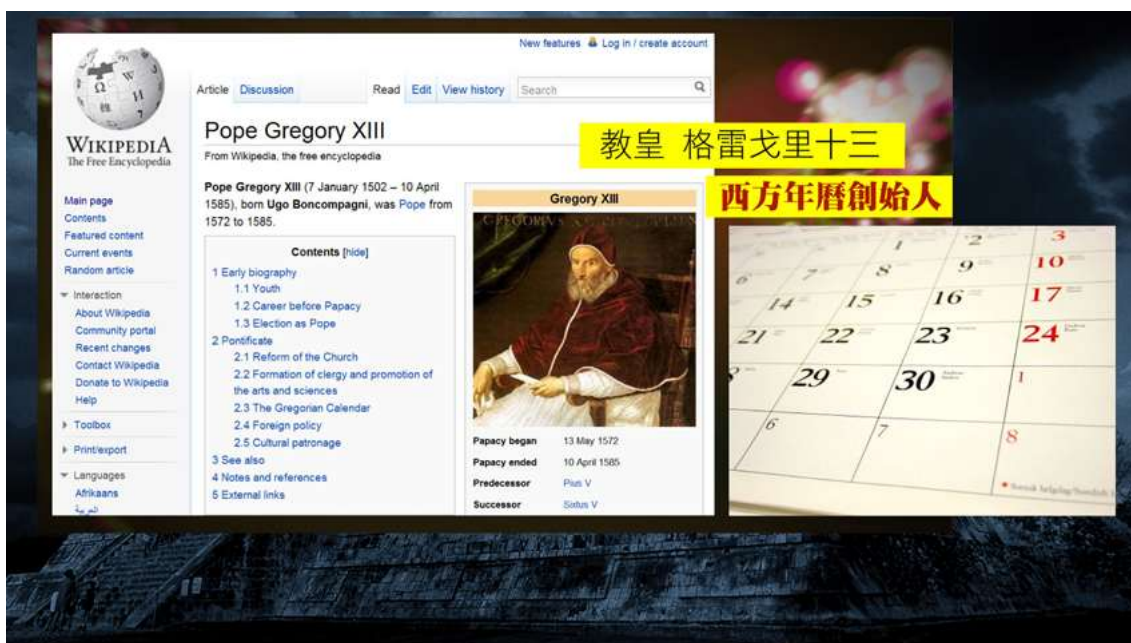 New features Log in / create account
Article Discussion Read Edit View history Search
WIKIPEDIA
The Free Encyclopedia
Main page
Contents
Featured content
Current events
Random article
Interaction
About Wikipedia
Community portal
Recent changes
Contact Wikipedia
Donate to Wikipedia
Help
Toolbox
Print/export
Languages
Afrikaans
العربية
Pope Gregory XIII
From Wikipedia, the free encyclopedia
Pope Gregory XIII (7 January 1502 – 10 April
1585), born Ugo Boncompagni, was Pope from
1572 to 1585.
Contents [hide]
1 Early biography
1.1 Youth
1.2 Career before Papacy
1.3 Election as Pope
2 Pontificate
2.1 Reform of the Church
2.2 Formation of clergy and promotion of
the arts and sciences
2.3 The Gregorian Calendar
2.4 Foreign policy
2.5 Cultural patronage
3 See also
4 Notes and references
5 External links
Gregory XIII
Papacy began 13 May 1572
Papacy ended 10 April 1585
Predecessor Pius V
Successor Sixtus V
教皇 格雷戈里十三
西方年曆創始人
1 2 3
6 7 8 9 10
14 15 16 17
21 22 23 24
29 30 1
6 7 8